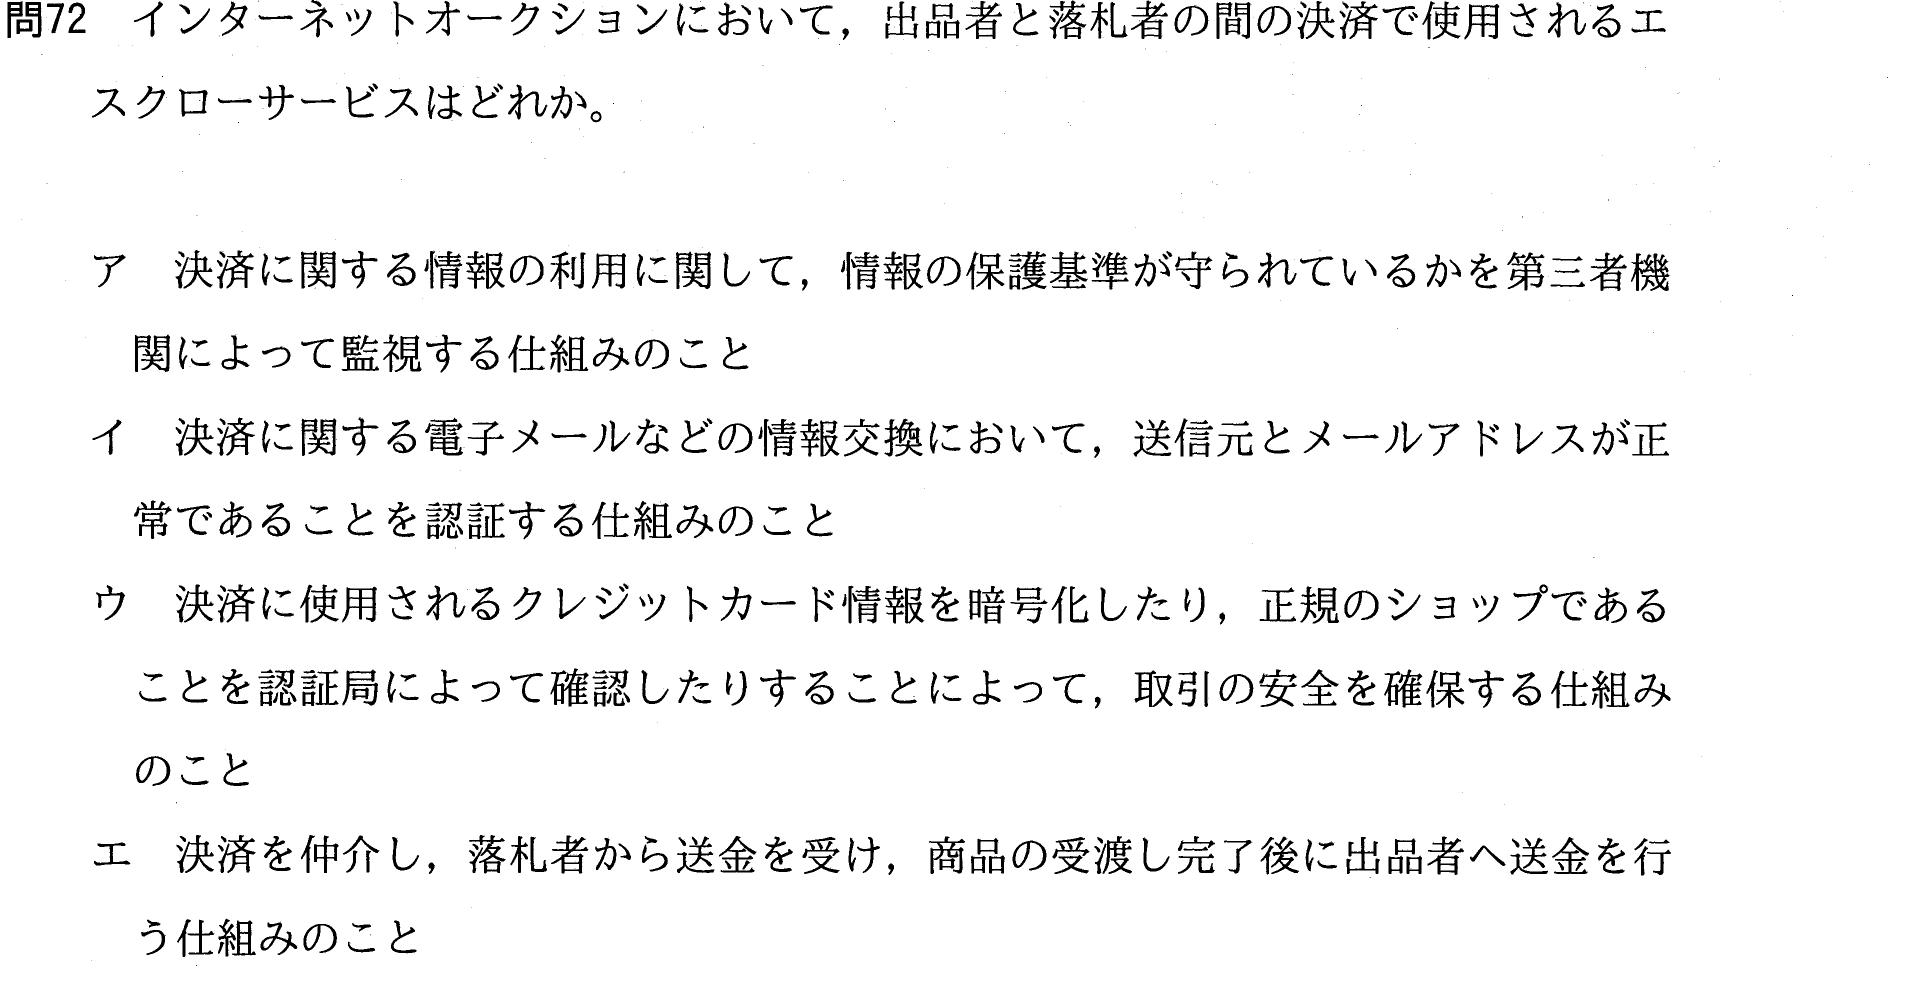 問72 インターネットオークションにおいて，出品者と落札者の間の決済で使用されるエ
スクローサービスはどれか。
ア 決済に関する情報の利用に関して，情報の保護基準が守られているかを第三者機
関によって監視する仕組みのこと
イ 決済に関する電子メールなどの情報交換において，送信元とメールアドレスが正
常であることを認証する仕組みのこと
ウ 決済に使用されるクレジットカード情報を暗号化したり，正規のショップである
ことを認証局によって確認したりすることによって，取引の安全を確保する仕組み
のこと
エ 決済を仲介し，落札者から送金を受け，商品の受渡し完了後に出品者へ送金を行
う仕組みのこと